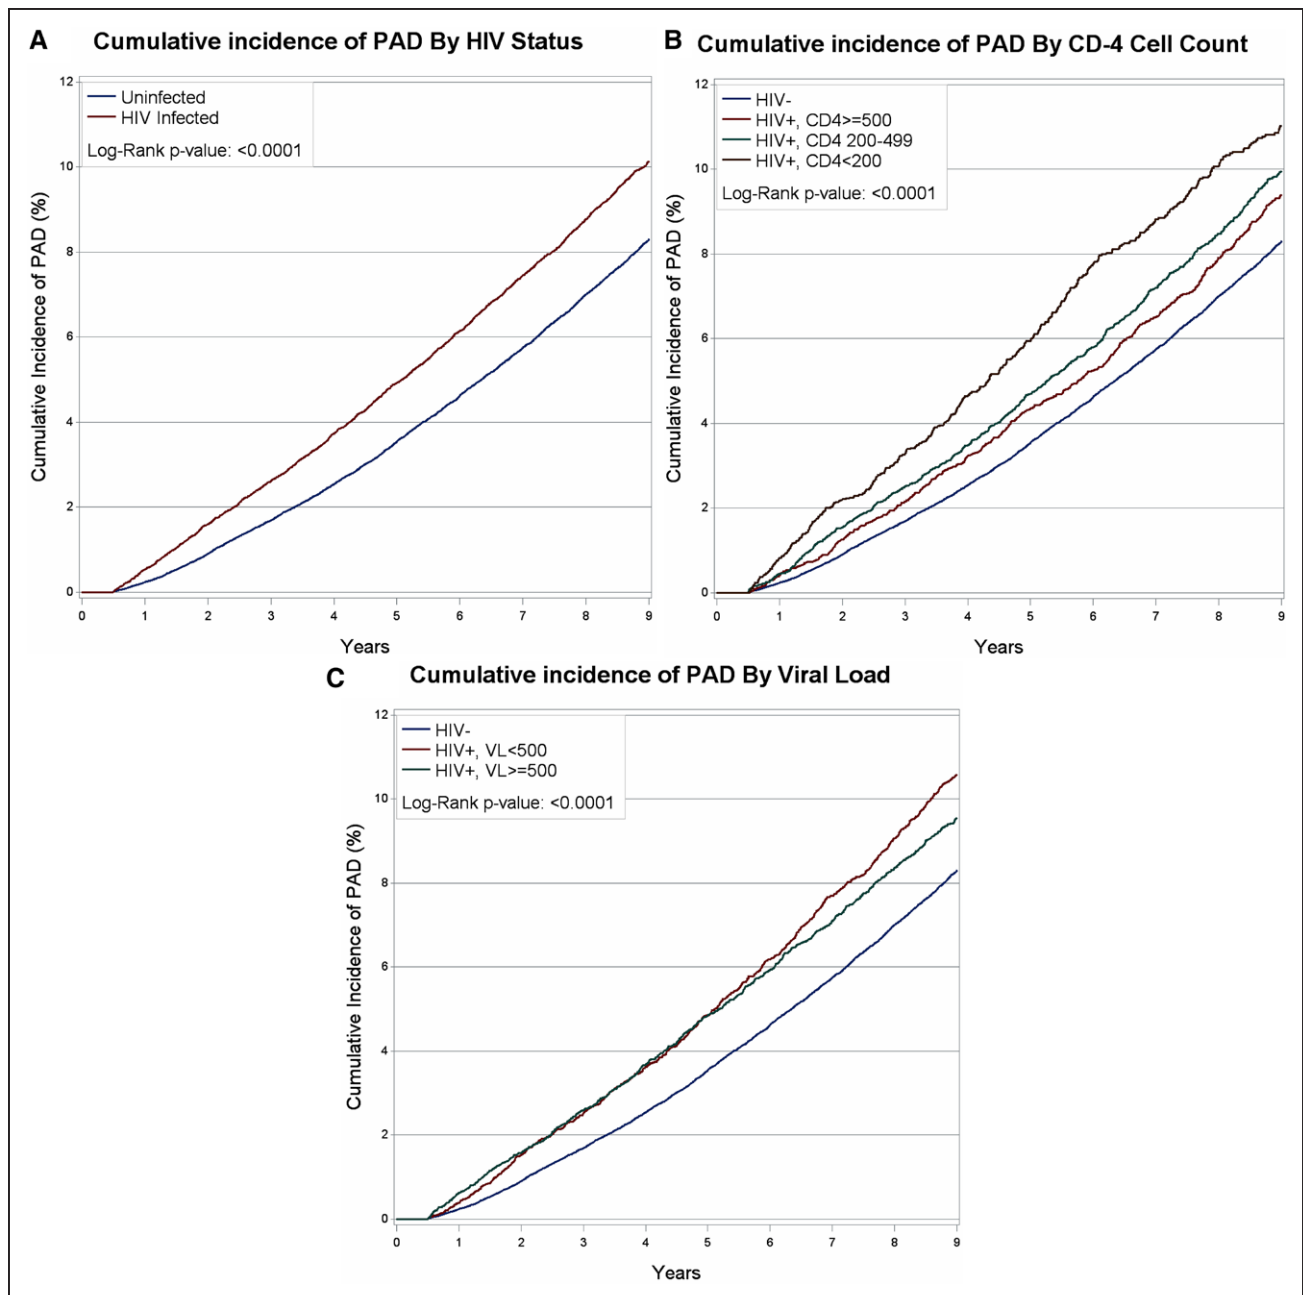 A
Cumulative incidence of PAD By HIV Status
Cumulative Incidence of PAD (%)
12
10
8
6
4
2
0
Uninfected
HIV Infected
Log-Rank p-value: <0.0001
0 1 2 3 4 5 6 7 8 9
Years
B
Cumulative incidence of PAD By CD-4 Cell Count
Cumulative Incidence of PAD (%)
12
10
8
6
4
2
0
HIV-
HIV+, CD4>=500
HIV+, CD4 200-499
HIV+, CD4<200
Log-Rank p-value: <0.0001
0 1 2 3 4 5 6 7 8 9
Years
C
Cumulative incidence of PAD By Viral Load
Cumulative Incidence of PAD (%)
12
10
8
6
4
2
0
HIV-
HIV+, VL<500
HIV+, VL>=500
Log-Rank p-value: <0.0001
0 1 2 3 4 5 6 7 8 9
Years